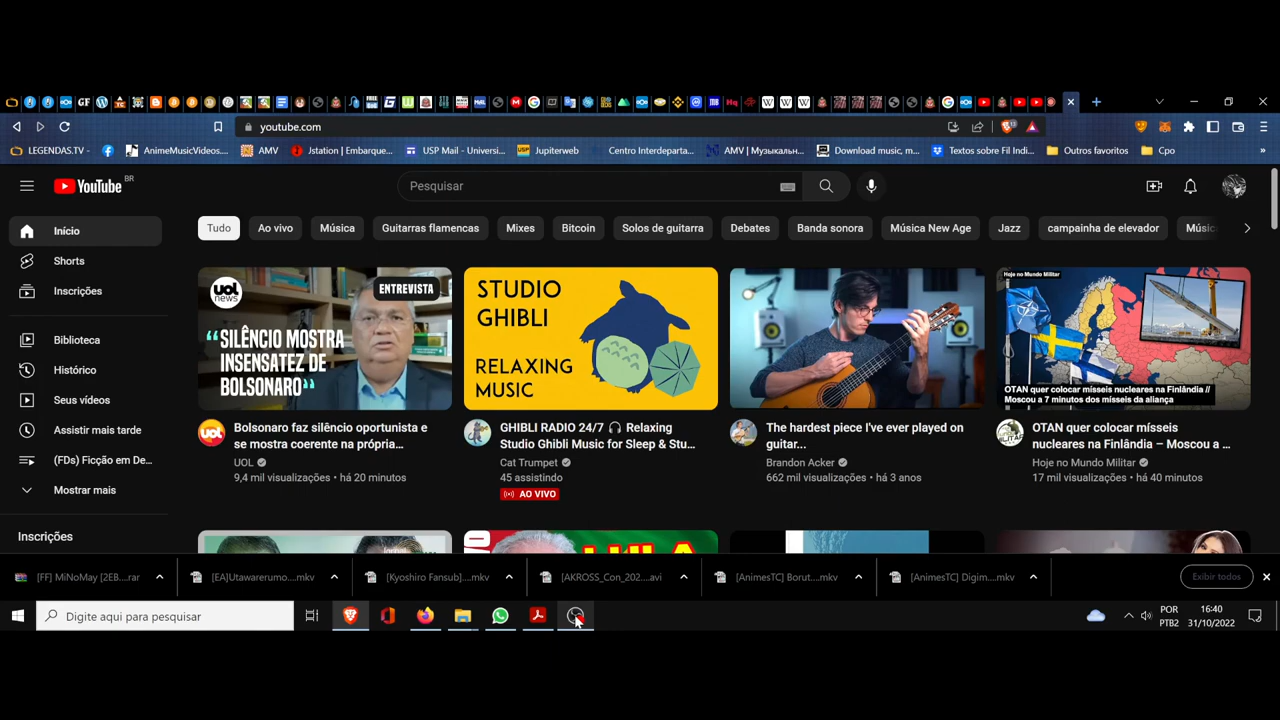 GF
youtube.com
LEGENDAS.TV
AnimeMusicVideos...
AMV
Jstation | Embarque...
USP Mail - Universi...
Jupiterweb
Centro Interdeparta...
AMV | Музыкальн...
Download music, m...
Textos sobre Fil Indi...
Outros favoritos
Cpo
YouTube BR
Pesquisar
Início
Shorts
Inscrições
Biblioteca
Histórico
Seus vídeos
Assistir mais tarde
(FDs) Ficção em De...
Mostrar mais
Inscrições
Tudo
Ao vivo
Música
Guitarras flamencas
Mixes
Bitcoin
Solos de guitarra
Debates
Banda sonora
Música New Age
Jazz
campainha de elevador
uol
news
ENTREVISTA
“SILÊNCIO MOSTRA
INSENSATEZ DE
BOLSONARO”
UOL
Bolsonaro faz silêncio oportunista e
se mostra coerente na própria...
UOL
9,4 mil visualizações • há 20 minutos
STUDIO
GHIBLI
RELAXING
MUSIC
GHIBLI RADIO 24/7 🎧 Relaxing
Studio Ghibli Music for Sleep & Stu...
Cat Trumpet
45 assistindo
AO VIVO
The hardest piece I've ever played on
guitar...
Brandon Acker
662 mil visualizações • há 3 anos
Hoje no Mundo Militar
OTAN quer colocar mísseis nucleares na Finlândia //
Moscou a 7 minutos dos mísseis da aliança
OTAN quer colocar mísseis
nucleares na Finlândia – Moscou a ...
Hoje no Mundo Militar
17 mil visualizações • há 40 minutos
[FF] MiNoMay [2EB....rar
[EA]Utawarerumo....mkv
[Kyoshiro Fansub]....mkv
[AKROSS_Con_202....avi
[AnimesTC] Borut....mkv
[AnimesTC] Digim....mkv
Exibir todos
Digite aqui para pesquisar
POR
PTB2
16:40
31/10/2022